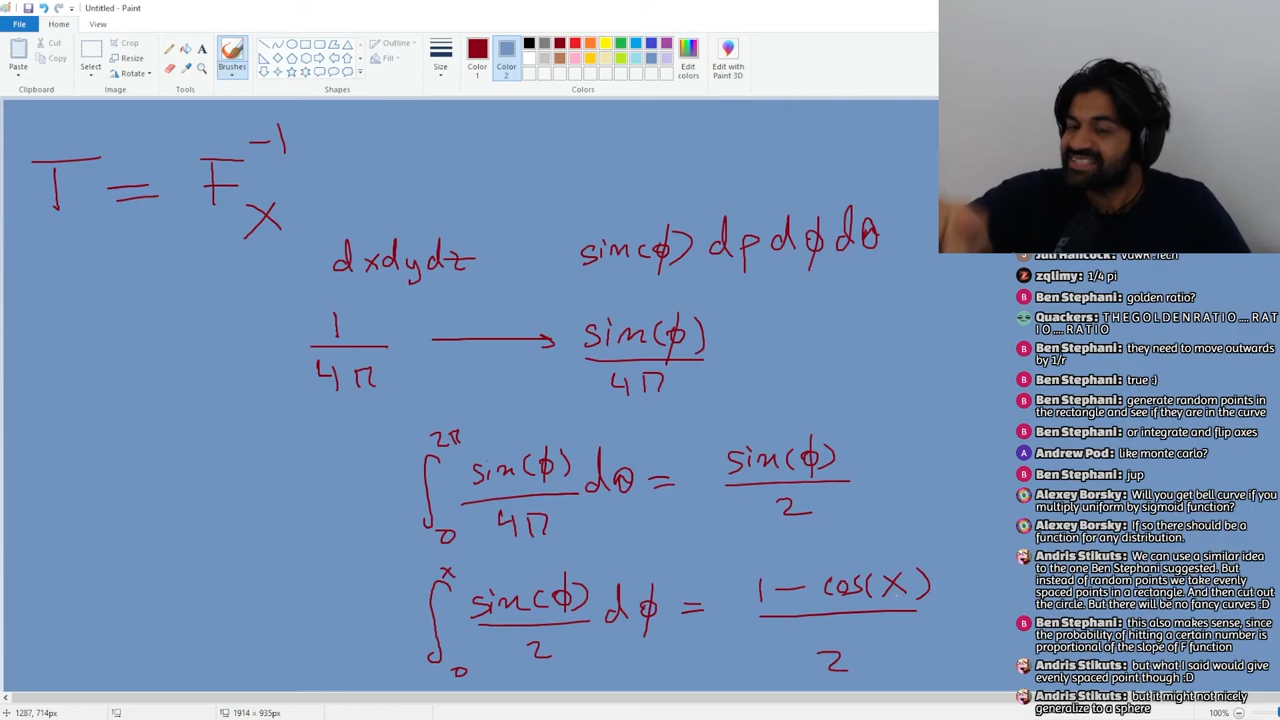 Untitled - Paint
File Home View
Paste
Cut
Copy
Clipboard
Select
Crop
Resize
Rotate
Image
Tools
Brushes
Outline
Fill
Shapes
Size
Color 1
Color 2
Edit colors
Edit with Paint 3D
Colors
T = F_X^{-1}
dxdydz sin(φ) dρ dφ dθ
1/4π → sin(φ)/4π
∫_0^{2π} sin(φ)/4π dθ = sin(φ)/2
∫_0^x sin(φ)/2 dφ = 1 - cos(x)/2
zqlimy: 1/4 pi
Ben Stephani: golden ratio?
Quackers: T H E G O L D E N R A T I O .... R A T
I O .... R A T I O
Ben Stephani: they need to move outwards
by 1/r
Ben Stephani: true :)
Ben Stephani: generate random points in
the rectangle and see if they are in the curve
Ben Stephani: or integrate and flip axes
Andrew Pod: like monte carlo?
Ben Stephani: jup
Alexey Borsky: Will you get bell curve if you
multiply uniform by sigmoid function?
Alexey Borsky: If so there should be a
function for any distribution.
Andris Stikuts: We can use a similar idea
to the one Ben Stephani suggested. But
instead of random points we take evenly
spaced points in a rectangle. And then cut out
the circle. But there will be no fancy curves :D
Ben Stephani: this also makes sense, since
the probability of hitting a certain number is
proportional of the slope of F function
Andris Stikuts: but what I said would give
evenly spaced point though :D
Andris Stikuts: but it might not nicely
generalize to a sphere
1287, 714px
1914 × 935px
100%